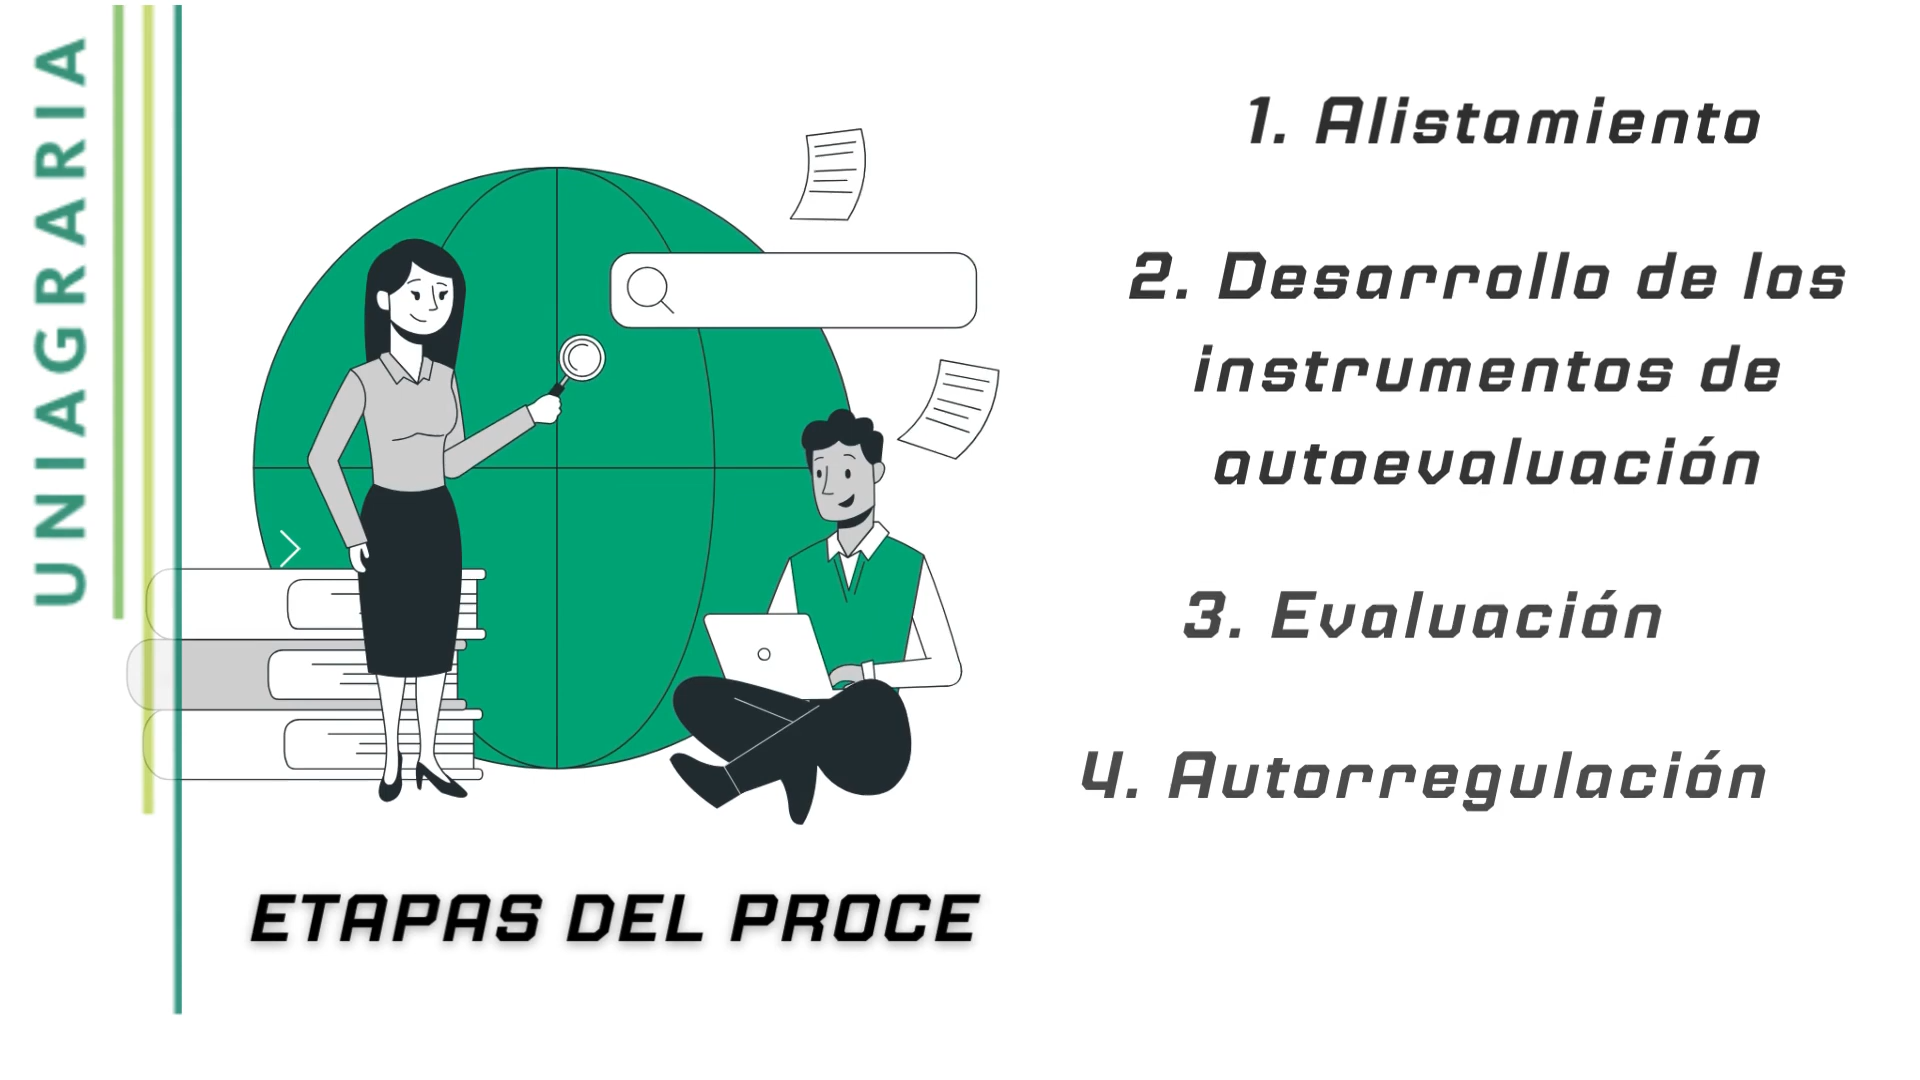 UNIAGRARIA
1. Alistamiento
2. Desarrollo de los
instrumentos de
autoevaluación
3. Evaluación
4. Autorregulación
ETAPAS DEL PROCE